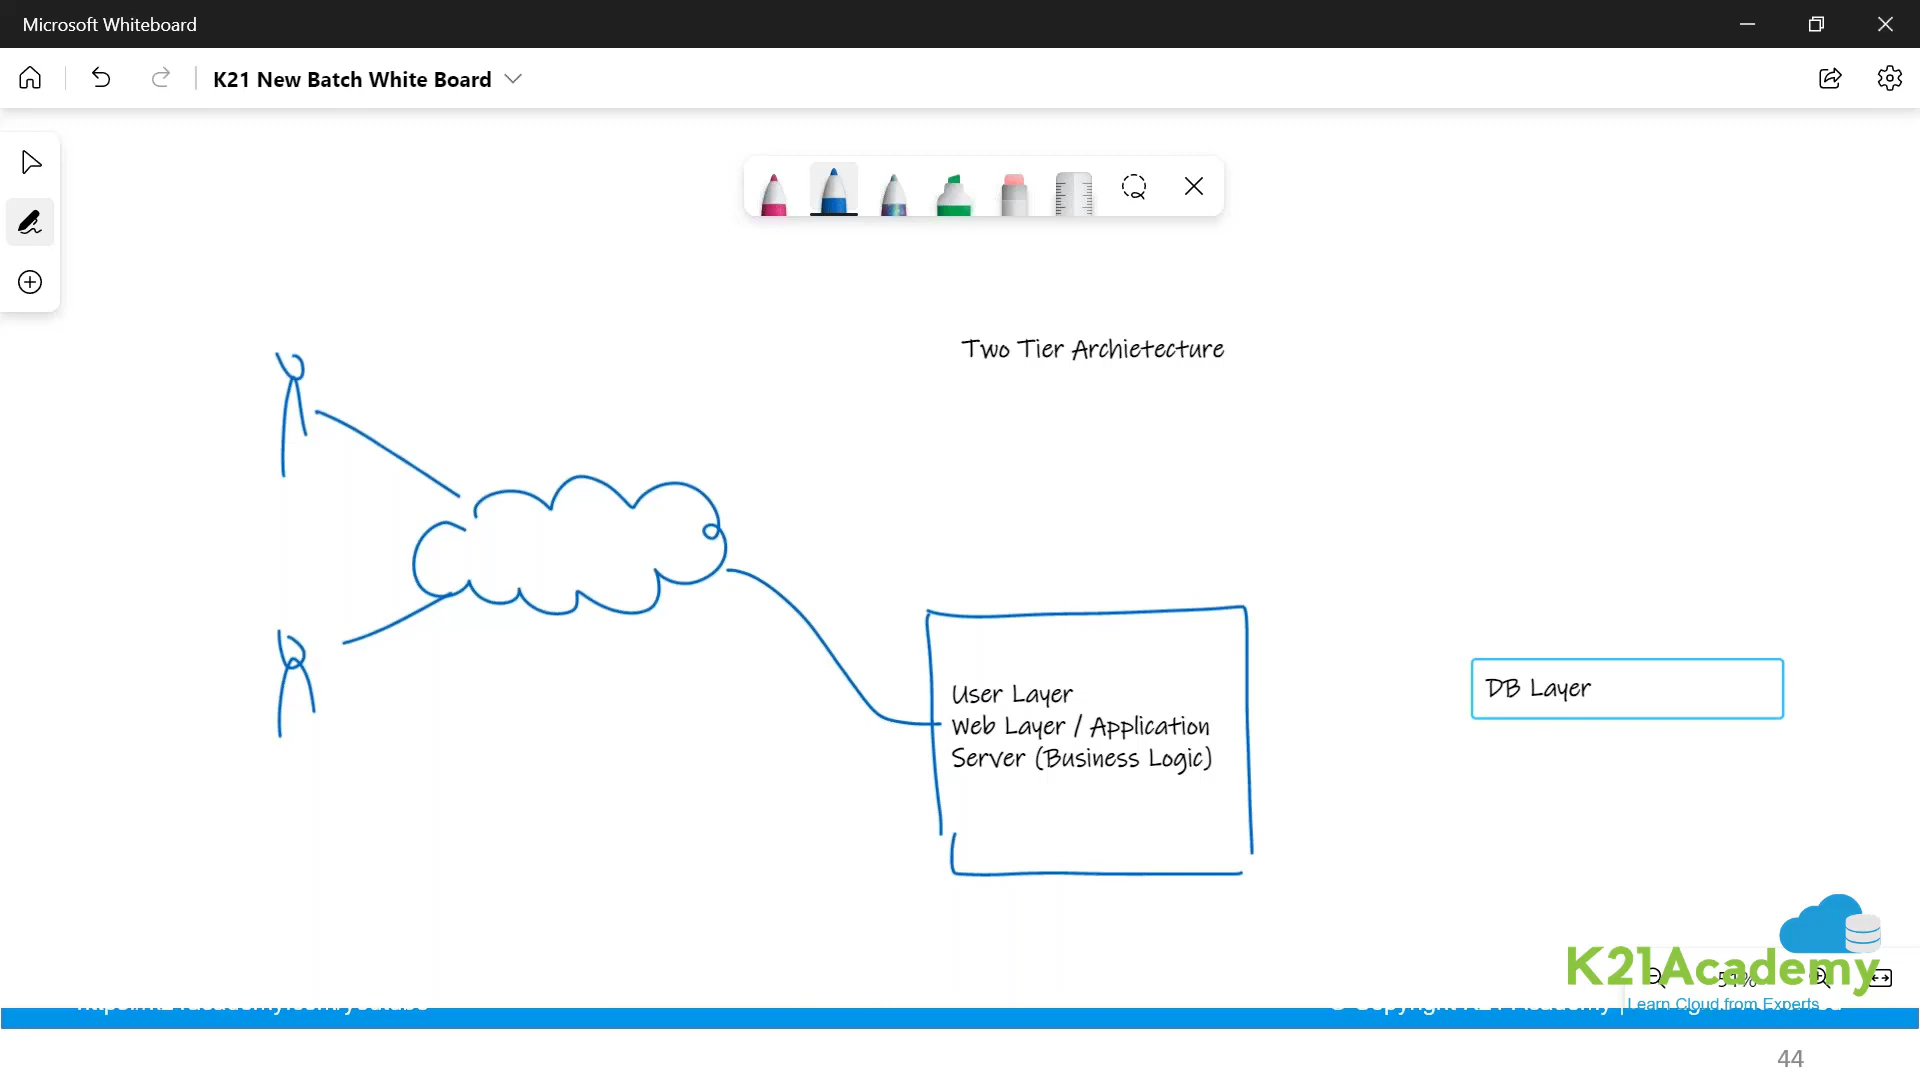 Microsoft Whiteboard
K21 New Batch White Board
Two Tier Archietecture
User Layer
Web Layer / Application
Server (Business Logic)
DB Layer
K21Academy
51%
Learn Cloud from Experts
44